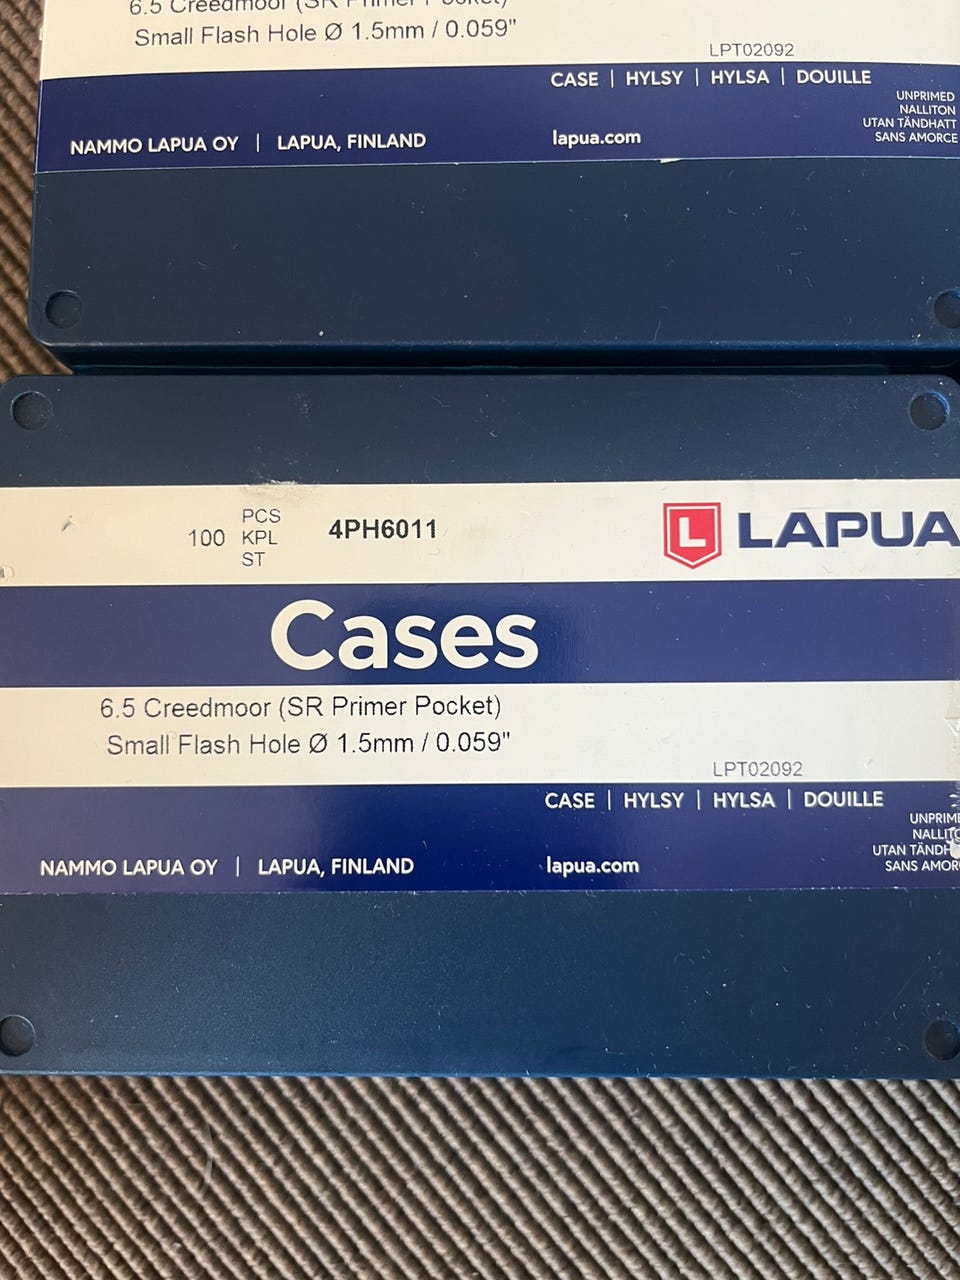 6.5 Creedmoor (SR Primer Pocket)
Small Flash Hole Ø 1.5mm / 0.059"
LPT02092
CASE | HYLSY | HYLSA | DOUILLE
UNPRIMED
NALLITON
UTAN TÄNDHATT
SANS AMORCE
NAMMO LAPUA OY | LAPUA, FINLAND
lapua.com
100
PCS
KPL
ST
4PH6011
L LAPUA
Cases
6.5 Creedmoor (SR Primer Pocket)
Small Flash Hole Ø 1.5mm / 0.059"
LPT02092
CASE | HYLSY | HYLSA | DOUILLE
UNPRIME
NALLITO
UTAN TÄNDH
SANS AMOR
NAMMO LAPUA OY | LAPUA, FINLAND
lapua.com